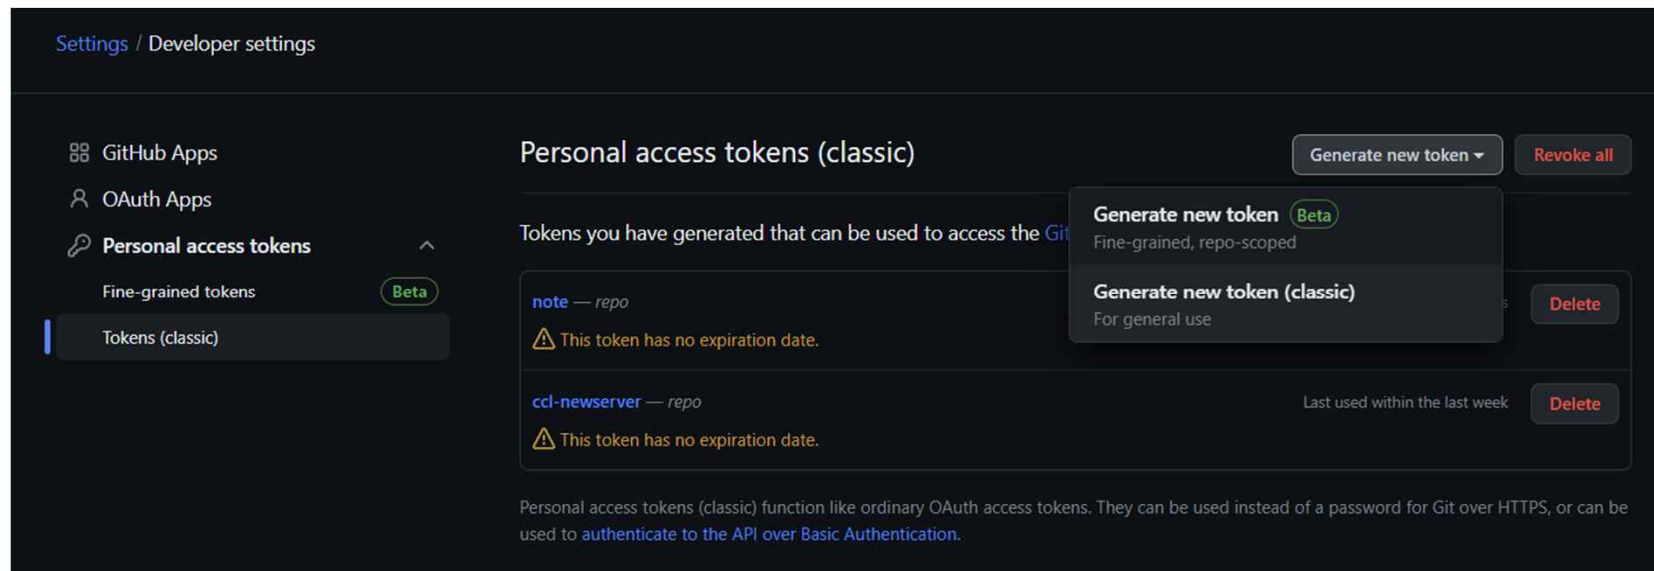 Settings / Developer settings
GitHub Apps
OAuth Apps
Personal access tokens
Fine-grained tokens Beta
Tokens (classic)
Personal access tokens (classic)
Generate new token
Revoke all
Generate new token Beta
Fine-grained, repo-scoped
Generate new token (classic)
For general use
Tokens you have generated that can be used to access the Git
note — repo
s
Delete
This token has no expiration date.
ccl-newserver — repo
Last used within the last week
Delete
This token has no expiration date.
Personal access tokens (classic) function like ordinary OAuth access tokens. They can be used instead of a password for Git over HTTPS, or can be
used to authenticate to the API over Basic Authentication.